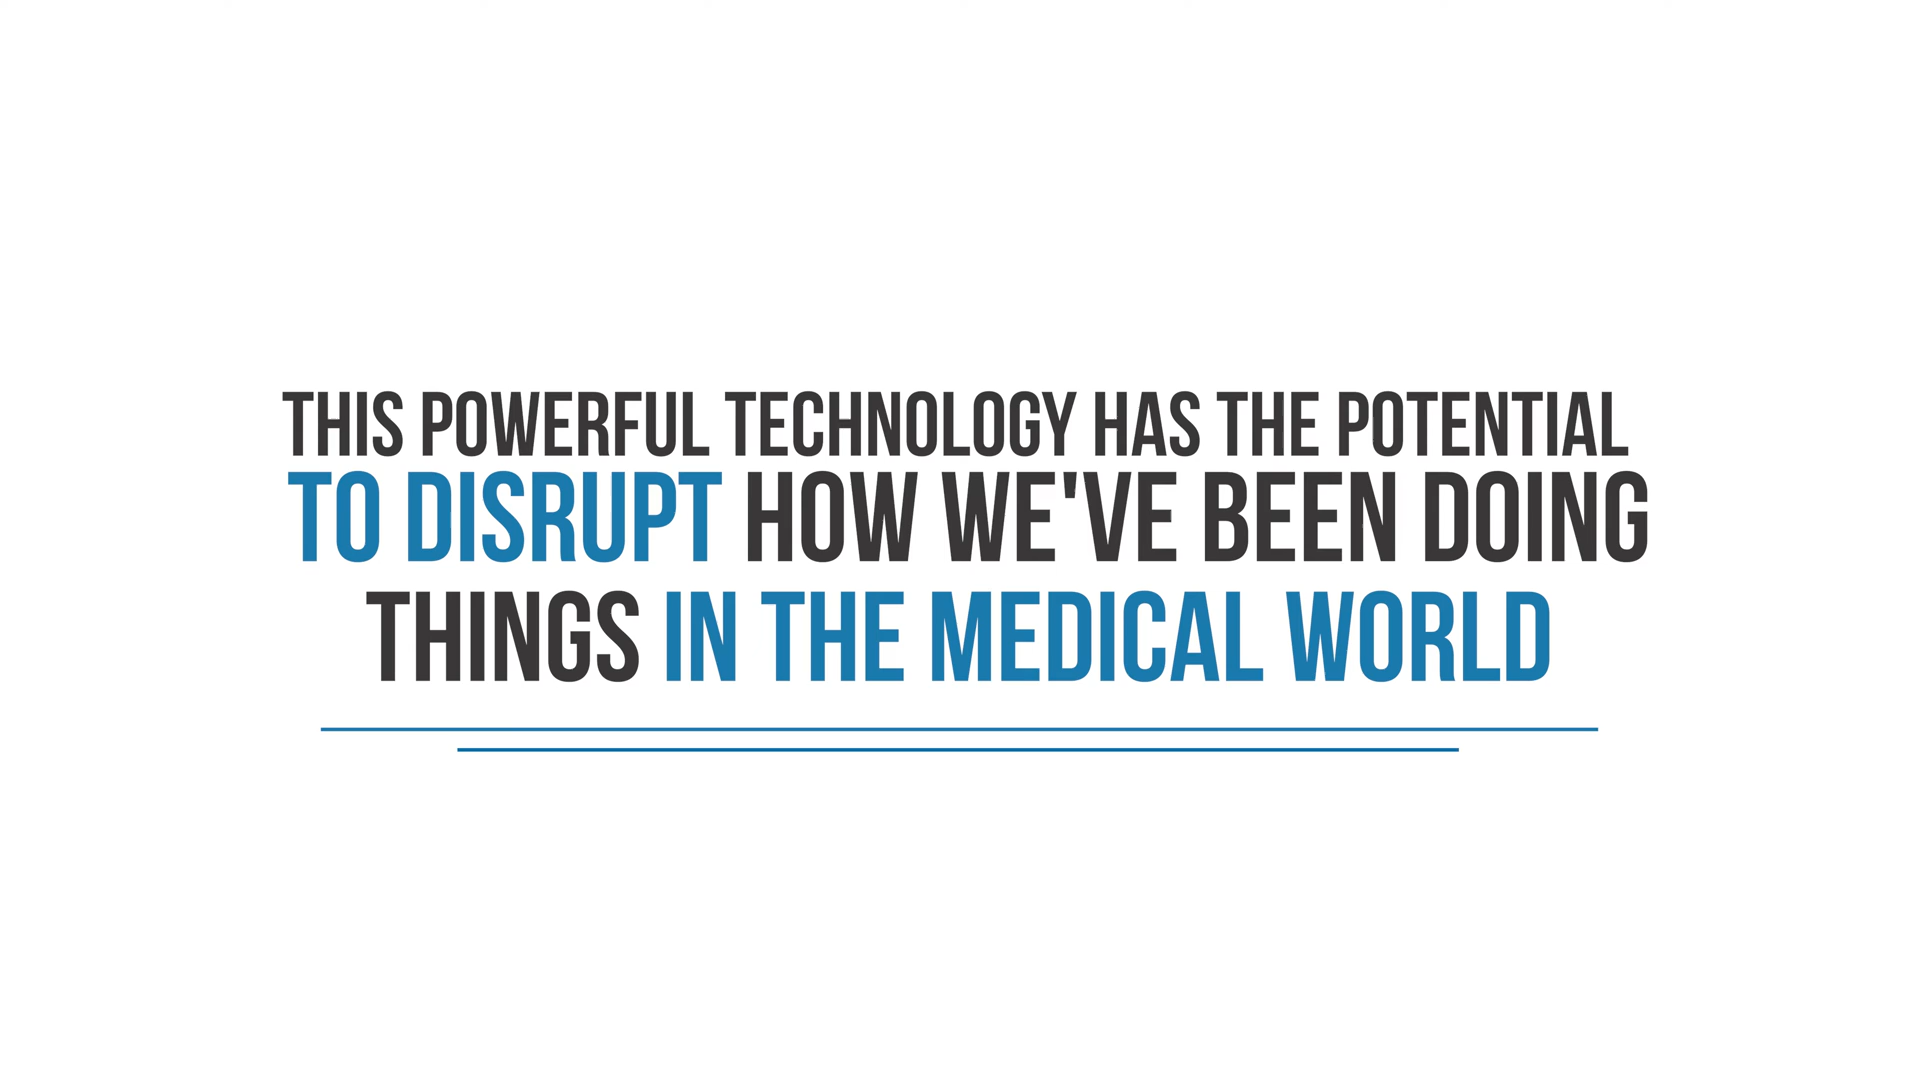 THIS POWERFUL TECHNOLOGY HAS THE POTENTIAL
TO DISRUPT HOW WE'VE BEEN DOING
THINGS IN THE MEDICAL WORLD